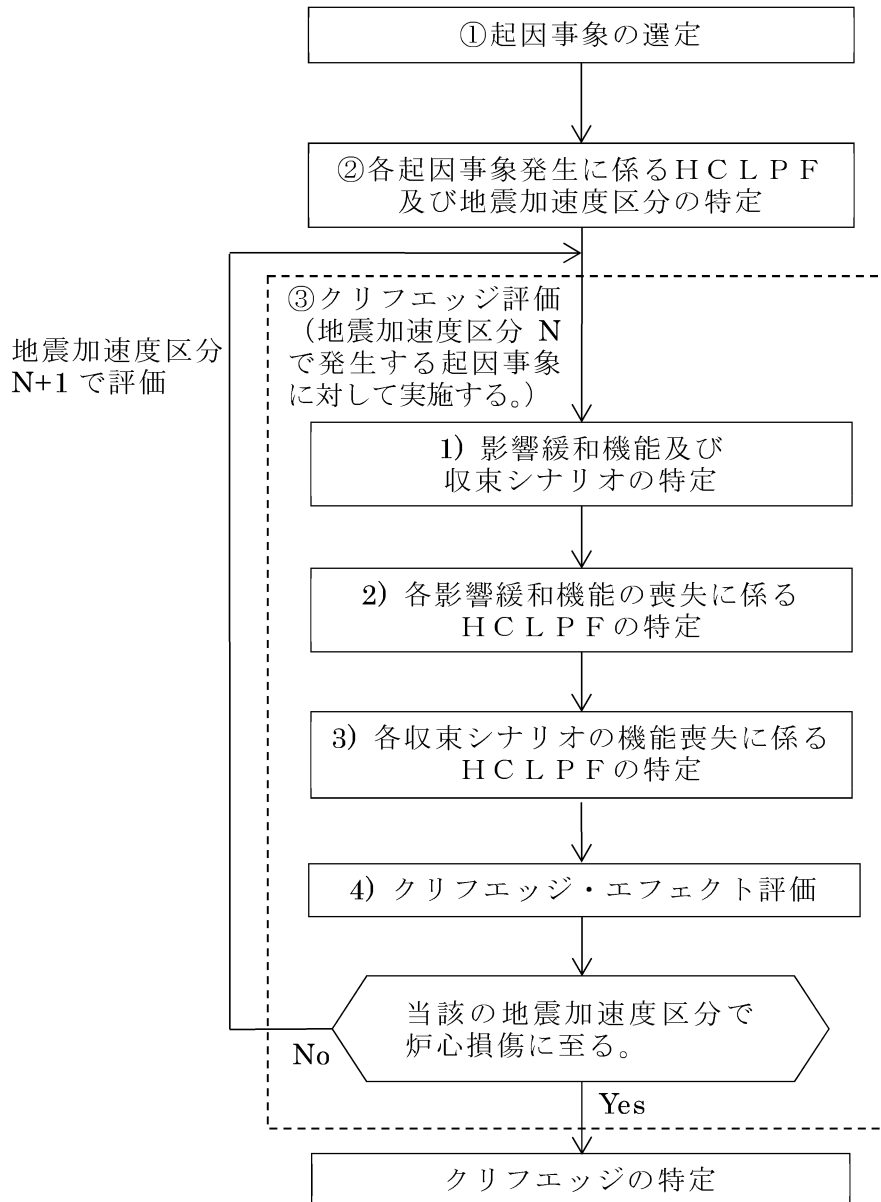 ①起因事象の選定
②各起因事象発生に係るＨＣＬＰＦ
及び地震加速度区分の特定
③クリフエッジ評価
（地震加速度区分 N
で発生する起因事象
に対して実施する。）
地震加速度区分
N+1 で評価
1) 影響緩和機能及び
収束シナリオの特定
2) 各影響緩和機能の喪失に係る
ＨＣＬＰＦの特定
3) 各収束シナリオの機能喪失に係る
ＨＣＬＰＦの特定
4) クリフエッジ・エフェクト評価
当該の地震加速度区分で
炉心損傷に至る。
No
Yes
クリフエッジの特定